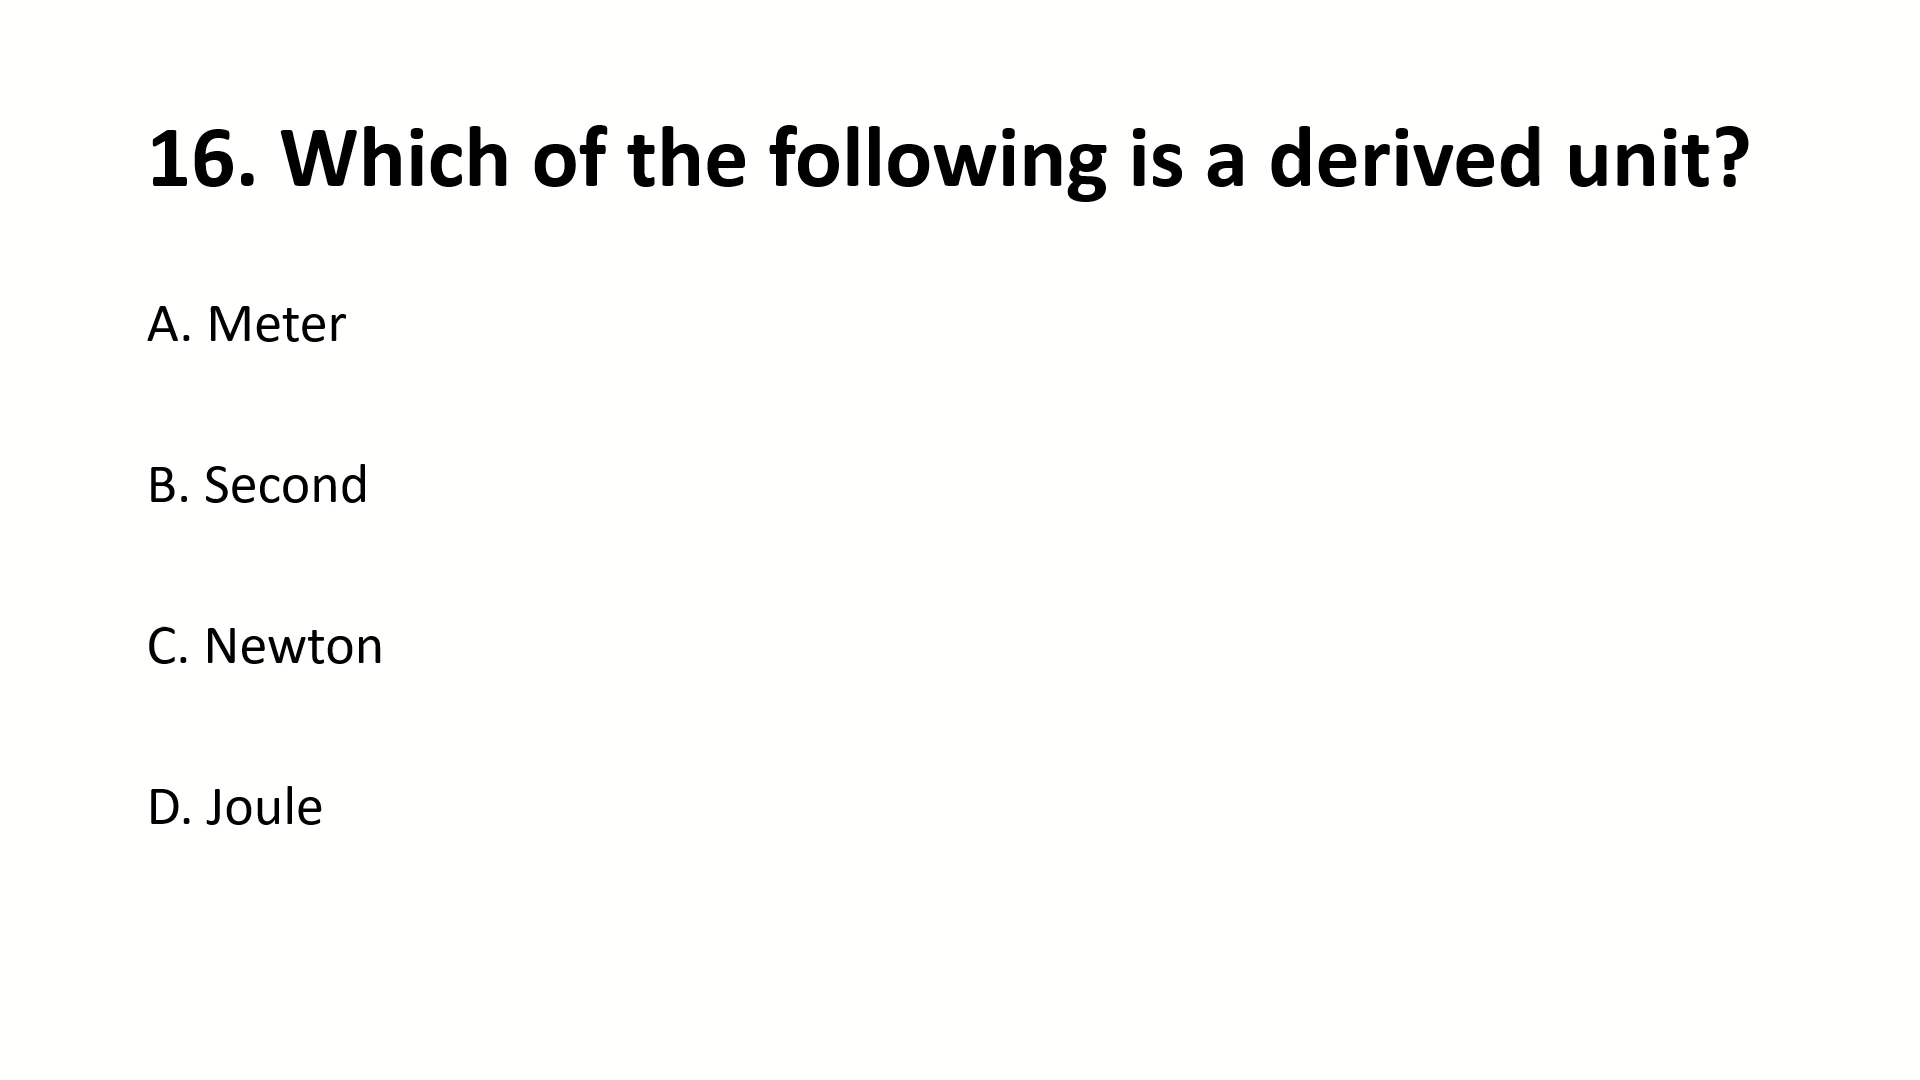 16. Which of the following is a derived unit?
A. Meter
B. Second
C. Newton
D. Joule